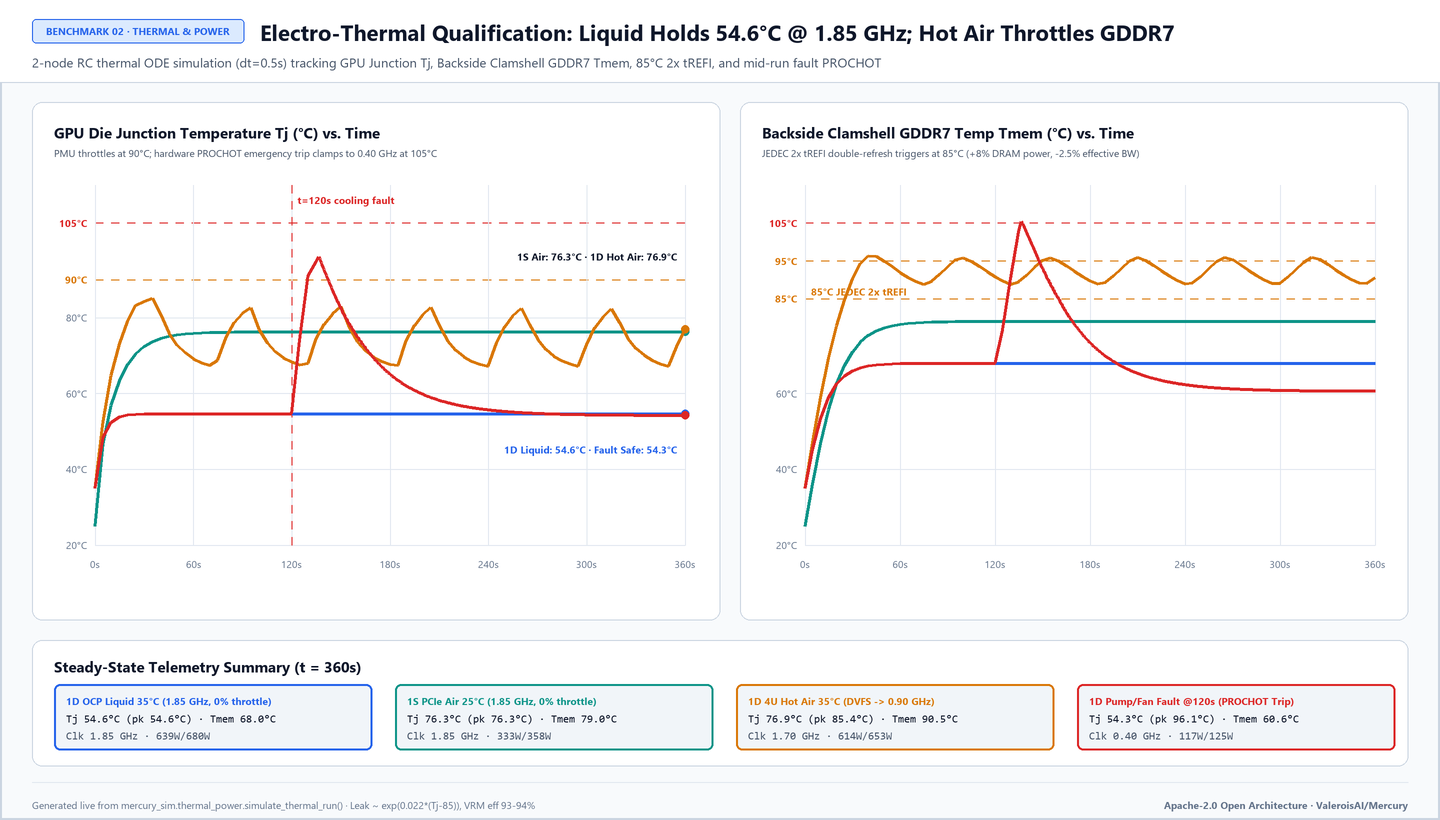 BENCHMARK 02 · THERMAL & POWER
Electro-Thermal Qualification: Liquid Holds 54.6°C @ 1.85 GHz; Hot Air Throttles GDDR7
2-node RC thermal ODE simulation (dt=0.5s) tracking GPU Junction Tj, Backside Clamshell GDDR7 Tmem, 85°C 2x tREFI, and mid-run fault PROCHOT
GPU Die Junction Temperature Tj (°C) vs. Time
PMU throttles at 90°C; hardware PROCHOT emergency trip clamps to 0.40 GHz at 105°C
t=120s cooling fault
105°C
1S Air: 76.3°C · 1D Hot Air: 76.9°C
90°C
80°C
60°C
1D Liquid: 54.6°C · Fault Safe: 54.3°C
40°C
20°C
0s
60s
120s
180s
240s
300s
360s
Backside Clamshell GDDR7 Temp Tmem (°C) vs. Time
JEDEC 2x tREFI double-refresh triggers at 85°C (+8% DRAM power, -2.5% effective BW)
105°C
95°C
85°C JEDEC 2x tREFI
85°C
60°C
40°C
20°C
0s
60s
120s
180s
240s
300s
360s
Steady-State Telemetry Summary (t = 360s)
1D OCP Liquid 35°C (1.85 GHz, 0% throttle)
Tj 54.6°C (pk 54.6°C) · Tmem 68.0°C
Clk 1.85 GHz · 639W/680W
1S PCIe Air 25°C (1.85 GHz, 0% throttle)
Tj 76.3°C (pk 76.3°C) · Tmem 79.0°C
Clk 1.85 GHz · 333W/358W
1D 4U Hot Air 35°C (DVFS -> 0.90 GHz)
Tj 76.9°C (pk 85.4°C) · Tmem 90.5°C
Clk 1.70 GHz · 614W/653W
1D Pump/Fan Fault @120s (PROCHOT Trip)
Tj 54.3°C (pk 96.1°C) · Tmem 60.6°C
Clk 0.40 GHz · 117W/125W
Generated live from mercury_sim.thermal_power.simulate_thermal_run() · Leak ~ exp(0.022*(Tj-85)), VRM eff 93-94%
Apache-2.0 Open Architecture · ValeroisAI/Mercury